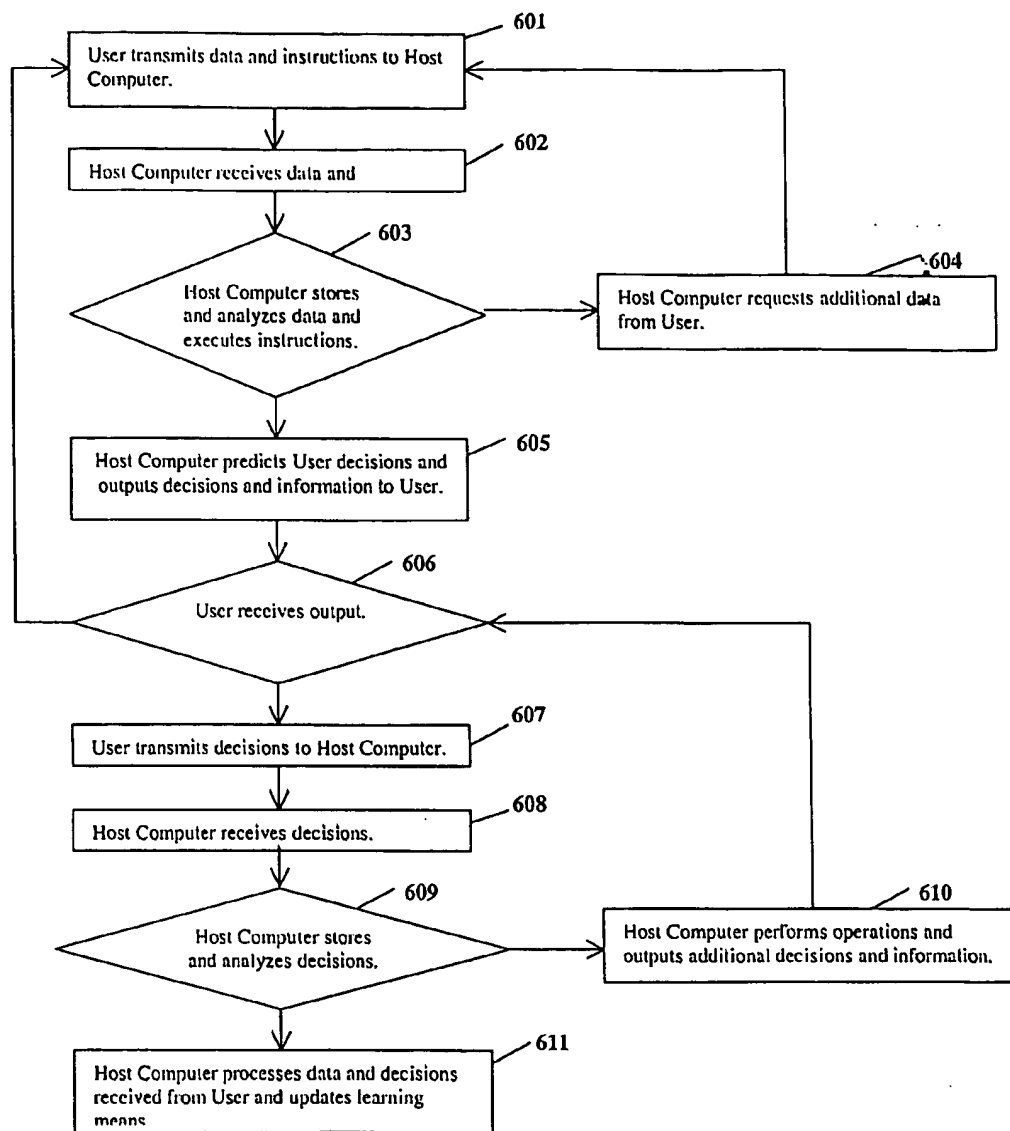 601
User transmits data and instructions to Host
Computer.
602
Host Computer receives data and
603
Host Computer stores
and analyzes data and
executes instructions.
604
Host Computer requests additional data
from User.
605
Host Computer predicts User decisions and
outputs decisions and information to User.
606
User receives output.
607
User transmits decisions to Host Computer.
608
Host Computer receives decisions.
609
Host Computer stores
and analyzes decisions.
610
Host Computer performs operations and
outputs additional decisions and information.
611
Host Computer processes data and decisions
received from User and updates learning
means